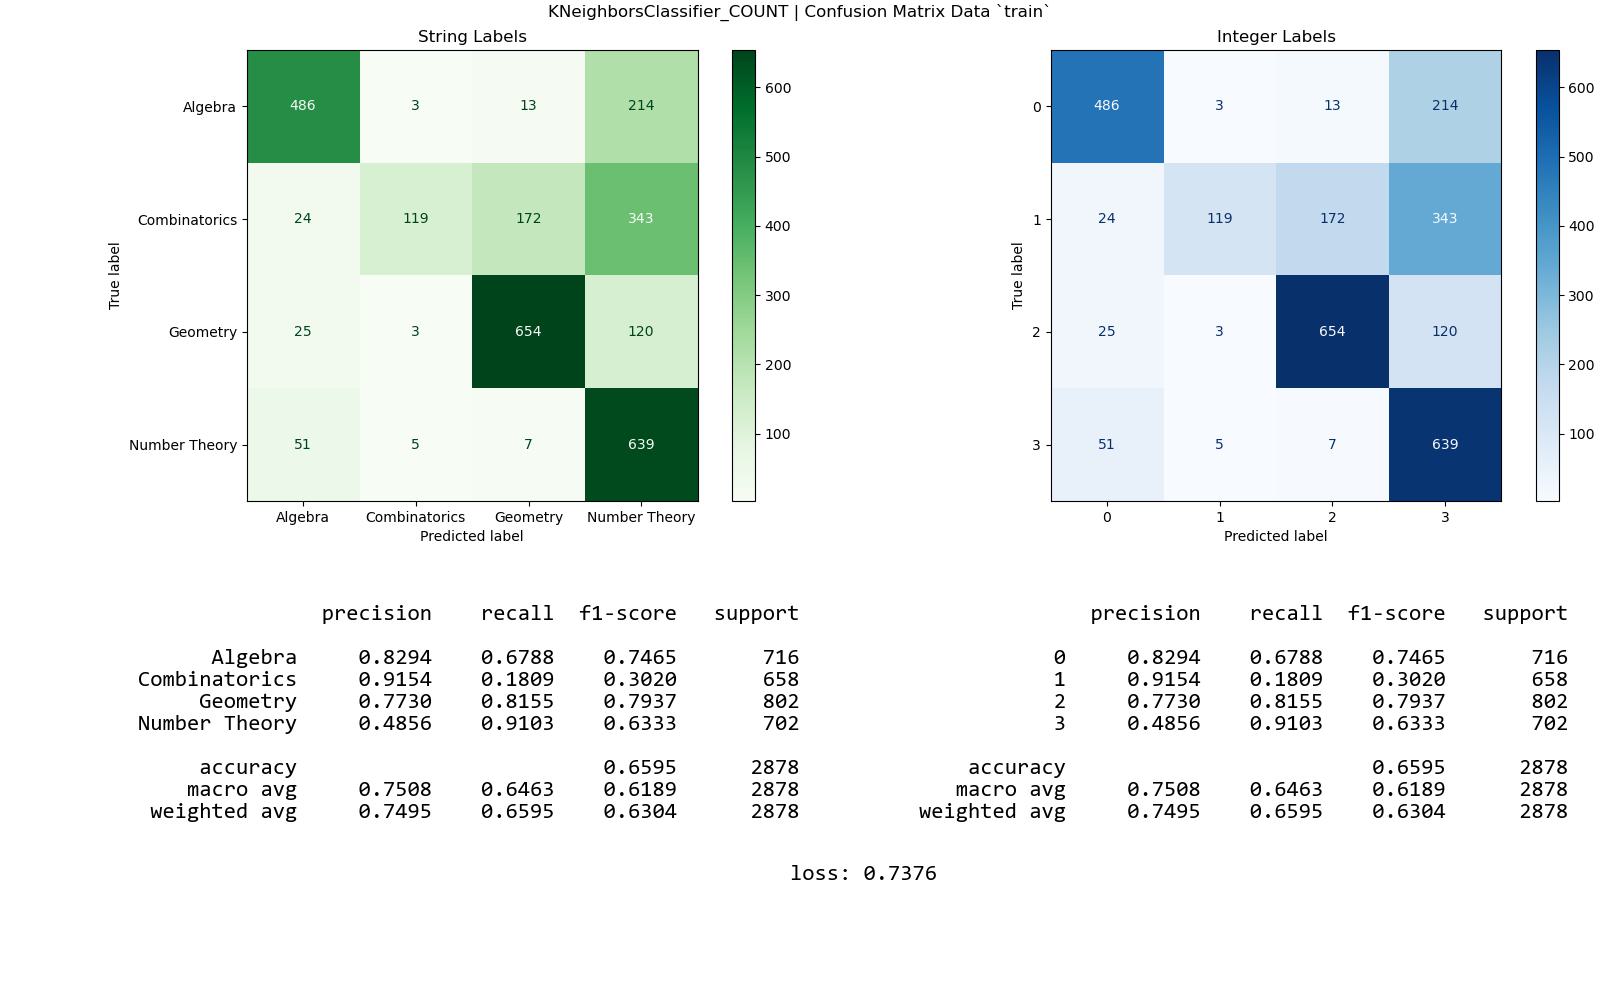 KNeighborsClassifier_COUNT | Confusion Matrix Data `train`
String Labels
Algebra 486 3 13 214
Combinatorics 24 119 172 343
Geometry 25 3 654 120
Number Theory 51 5 7 639
Algebra Combinatorics Geometry Number Theory
Predicted label
True label
600
500
400
300
200
100
Integer Labels
0 486 3 13 214
1 24 119 172 343
2 25 3 654 120
3 51 5 7 639
0 1 2 3
Predicted label
True label
600
500
400
300
200
100
precision recall f1-score support
Algebra 0.8294 0.6788 0.7465 716
Combinatorics 0.9154 0.1809 0.3020 658
Geometry 0.7730 0.8155 0.7937 802
Number Theory 0.4856 0.9103 0.6333 702
accuracy 0.6595 2878
macro avg 0.7508 0.6463 0.6189 2878
weighted avg 0.7495 0.6595 0.6304 2878
precision recall f1-score support
0 0.8294 0.6788 0.7465 716
1 0.9154 0.1809 0.3020 658
2 0.7730 0.8155 0.7937 802
3 0.4856 0.9103 0.6333 702
accuracy 0.6595 2878
macro avg 0.7508 0.6463 0.6189 2878
weighted avg 0.7495 0.6595 0.6304 2878
loss: 0.7376